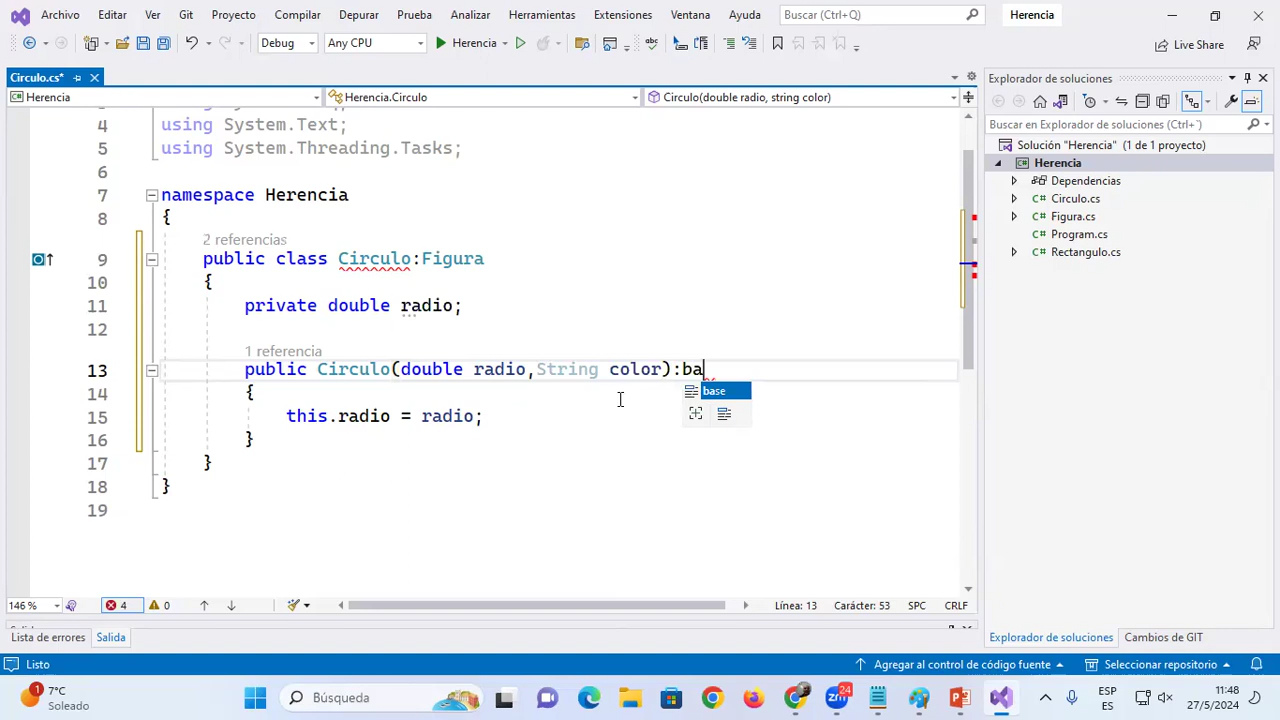 Archivo Editar Ver Git Proyecto Compilar Depurar Prueba Analizar Herramientas Extensiones Ventana Ayuda Buscar (Ctrl+Q) Herencia
Debug Any CPU Herencia Live Share
Circulo.cs*
Explorador de soluciones
Herencia Herencia.Circulo Circulo(double radio, string color)
Buscar en Explorador de soluciones (Ctrl+´)
Solución "Herencia" (1 de 1 proyecto)
Herencia
Dependencias
C# Circulo.cs
C# Figura.cs
C# Program.cs
C# Rectangulo.cs
4 using System.Text;
5 using System.Threading.Tasks;
6
7 namespace Herencia
8 {
2 referencias
9 public class Circulo:Figura
10 {
11 private double radio;
12
1 referencia
13 public Circulo(double radio,String color):ba
base
14 {
15 this.radio = radio;
16 }
17 }
18 }
19
146 % 4 0 Línea: 13 Carácter: 53 SPC CRLF
Lista de errores Salida
Explorador de soluciones Cambios de GIT
Listo Agregar al control de código fuente Seleccionar repositorio
1 7°C
Soleado
Búsqueda
24
ESP
ES
11:48
27/5/2024